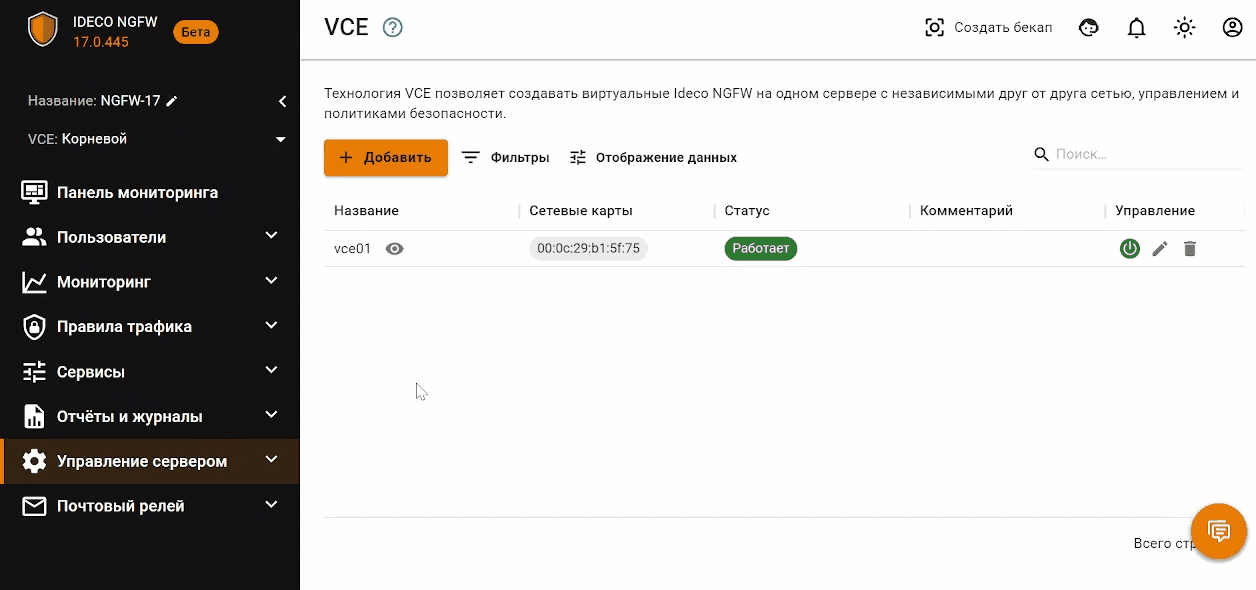 IDECO NGFW
17.0.445
Бета
Название: NGFW-17
VCE: Корневой
Панель мониторинга
Пользователи
Мониторинг
Правила трафика
Сервисы
Отчёты и журналы
Управление сервером
Почтовый релей
VCE
Создать бекап
Технология VCE позволяет создавать виртуальные Ideco NGFW на одном сервере с независимыми друг от друга сетью, управлением и
политиками безопасности.
Добавить Фильтры Отображение данных Поиск...
Название Сетевые карты Статус Комментарий Управление
vce01 00:0c:29:b1:5f:75 Работает
Всего